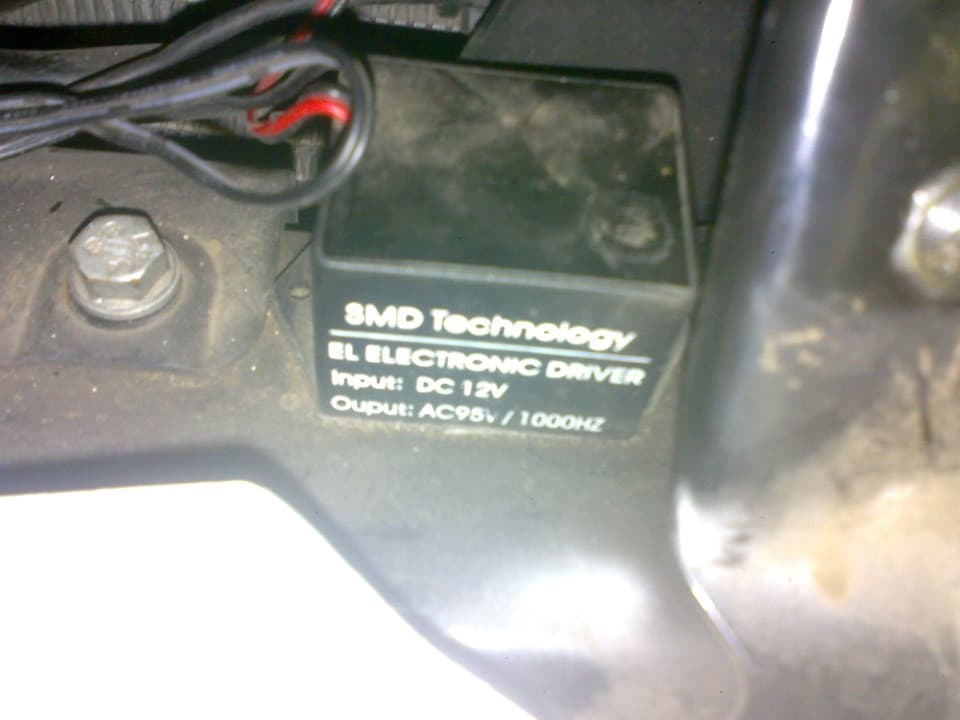 SMD Technology
EL ELECTRONIC DRIVER
Input: DC 12V
Ouput: AC95V / 1000HZ